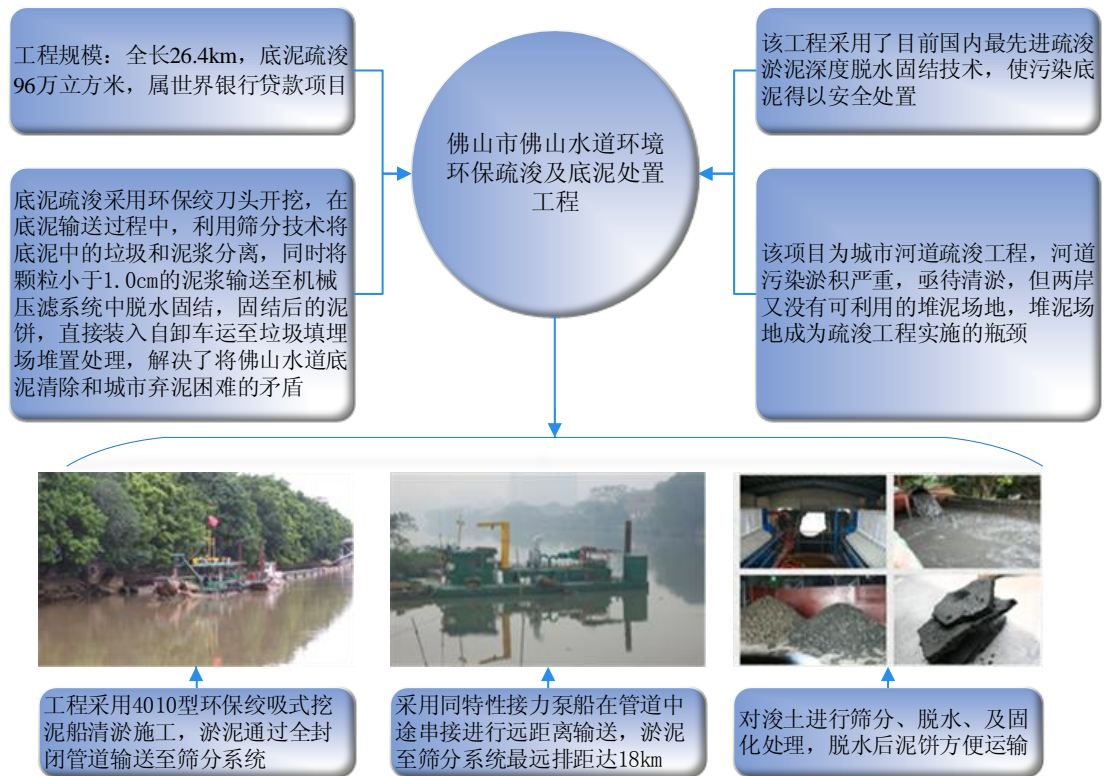 工程规模：全长26.4km，底泥疏浚
96万立方米，属世界银行贷款项目
底泥疏浚采用环保绞刀头开挖，在
底泥输送过程中，利用筛分技术将
底泥中的垃圾和泥浆分离，同时将
颗粒小于1.0cm的泥浆输送至机械
压滤系统中脱水固结，固结后的泥
饼，直接装入自卸车运至垃圾填埋
场堆置处理，解决了将佛山水道底
泥清除和城市弃泥困难的矛盾
佛山市佛山水道环境
环保疏浚及底泥处置
工程
该工程采用了目前国内最先进疏浚
淤泥深度脱水固结技术，使污染底
泥得以安全处置
该项目为城市河道疏浚工程，河道
污染淤积严重，亟待清淤，但两岸
又没有可利用的堆泥场地，堆泥场
地成为疏浚工程实施的瓶颈
工程采用4010型环保绞吸式挖
泥船清淤施工，淤泥通过全封
闭管道输送至筛分系统
采用同特性接力泵船在管道中
途串接进行远距离输送，淤泥
至筛分系统最远排距达18km
对浚土进行筛分、脱水、及固
化处理，脱水后泥饼方便运输